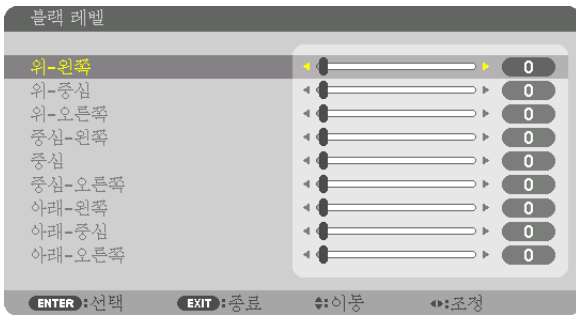 블랙 레벨
위-왼쪽 0
위-중심 0
위-오른쪽 0
중심-왼쪽 0
중심 0
중심-오른쪽 0
아래-왼쪽 0
아래-중심 0
아래-오른쪽 0
ENTER:선택 EXIT:종료 :이동 :조정